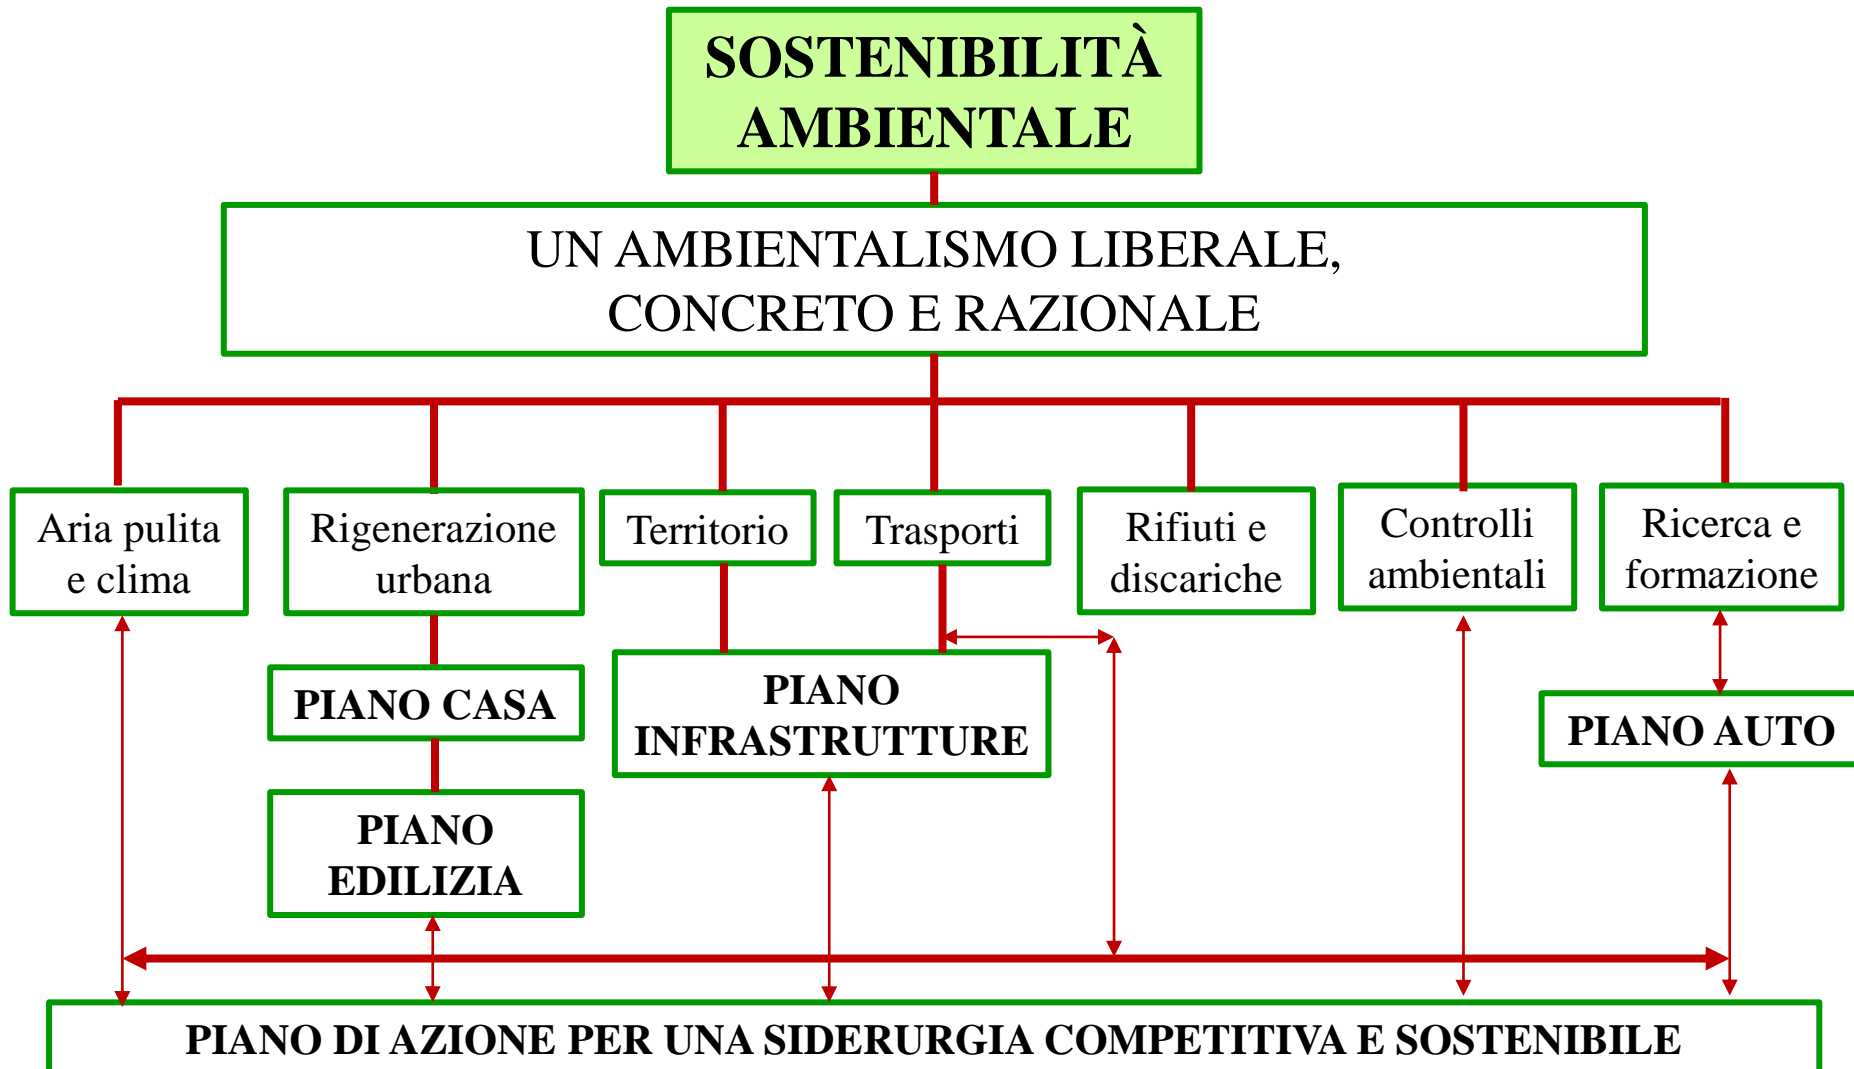 SOSTENIBILITÀ
AMBIENTALE
UN AMBIENTALISMO LIBERALE,
CONCRETO E RAZIONALE
Aria pulita
e clima
Rigenerazione
urbana
Territorio
Trasporti
Rifiuti e
discariche
Controlli
ambientali
Ricerca e
formazione
PIANO CASA
PIANO
INFRASTRUTTURE
PIANO AUTO
PIANO
EDILIZIA
PIANO DI AZIONE PER UNA SIDERURGIA COMPETITIVA E SOSTENIBILE